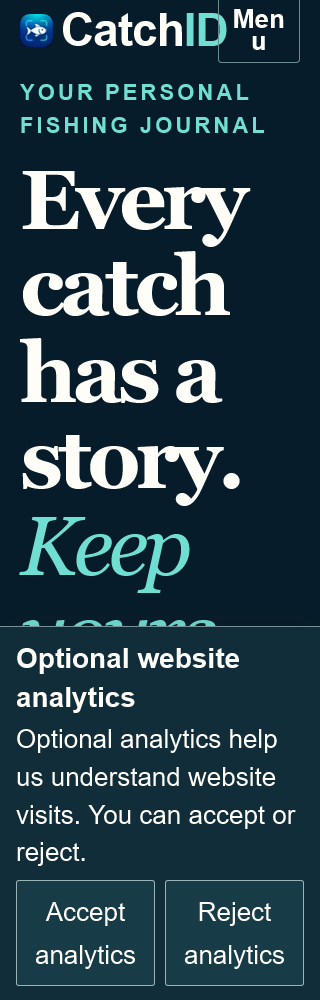 CatchID
Men
u
YOUR PERSONAL
FISHING JOURNAL
Every
catch
has a
story.
Keep
Optional website
analytics
Optional analytics help
us understand website
visits. You can accept or
reject.
Accept
analytics
Reject
analytics